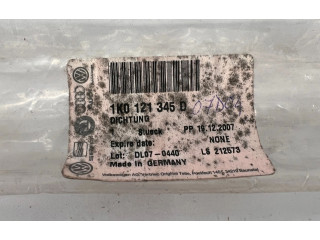 1K0 121 345 D
DICHTUNG
Stueck PP 19.12.2007
Expire date: NONE
Lot: DL07-0440 LS 212573
Made in GERMANY